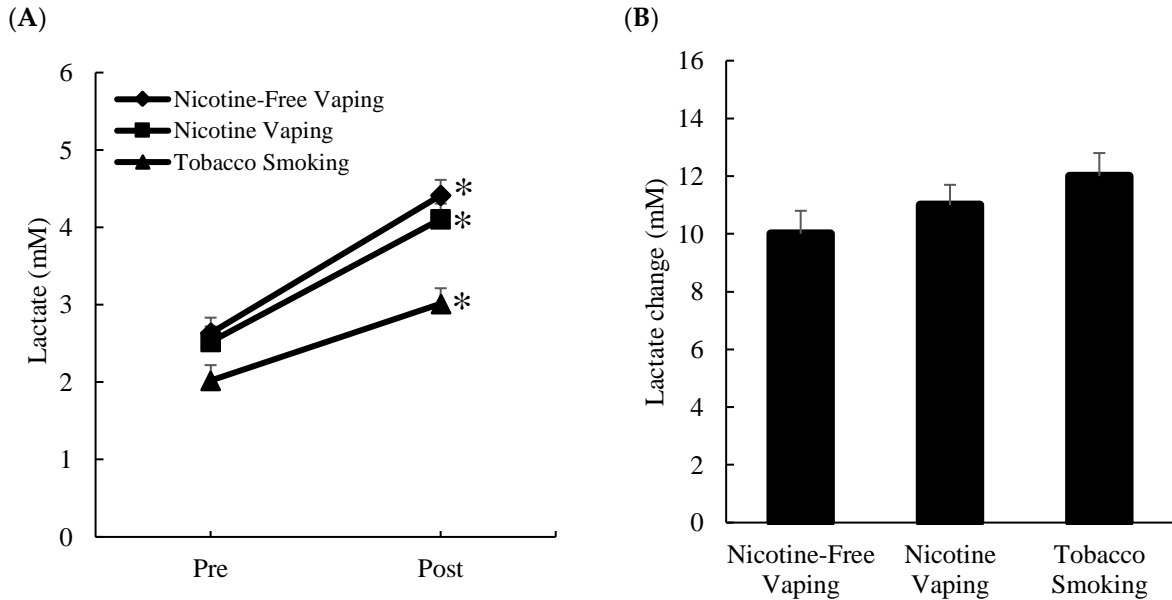 (A)
Lactate (mM)
6
5
4
3
2
1
0
Nicotine-Free Vaping
Nicotine Vaping
Tobacco Smoking
*
*
*
Pre
Post
(B)
Lactate change (mM)
16
14
12
10
8
6
4
2
0
Nicotine-Free
Vaping
Nicotine
Vaping
Tobacco
Smoking